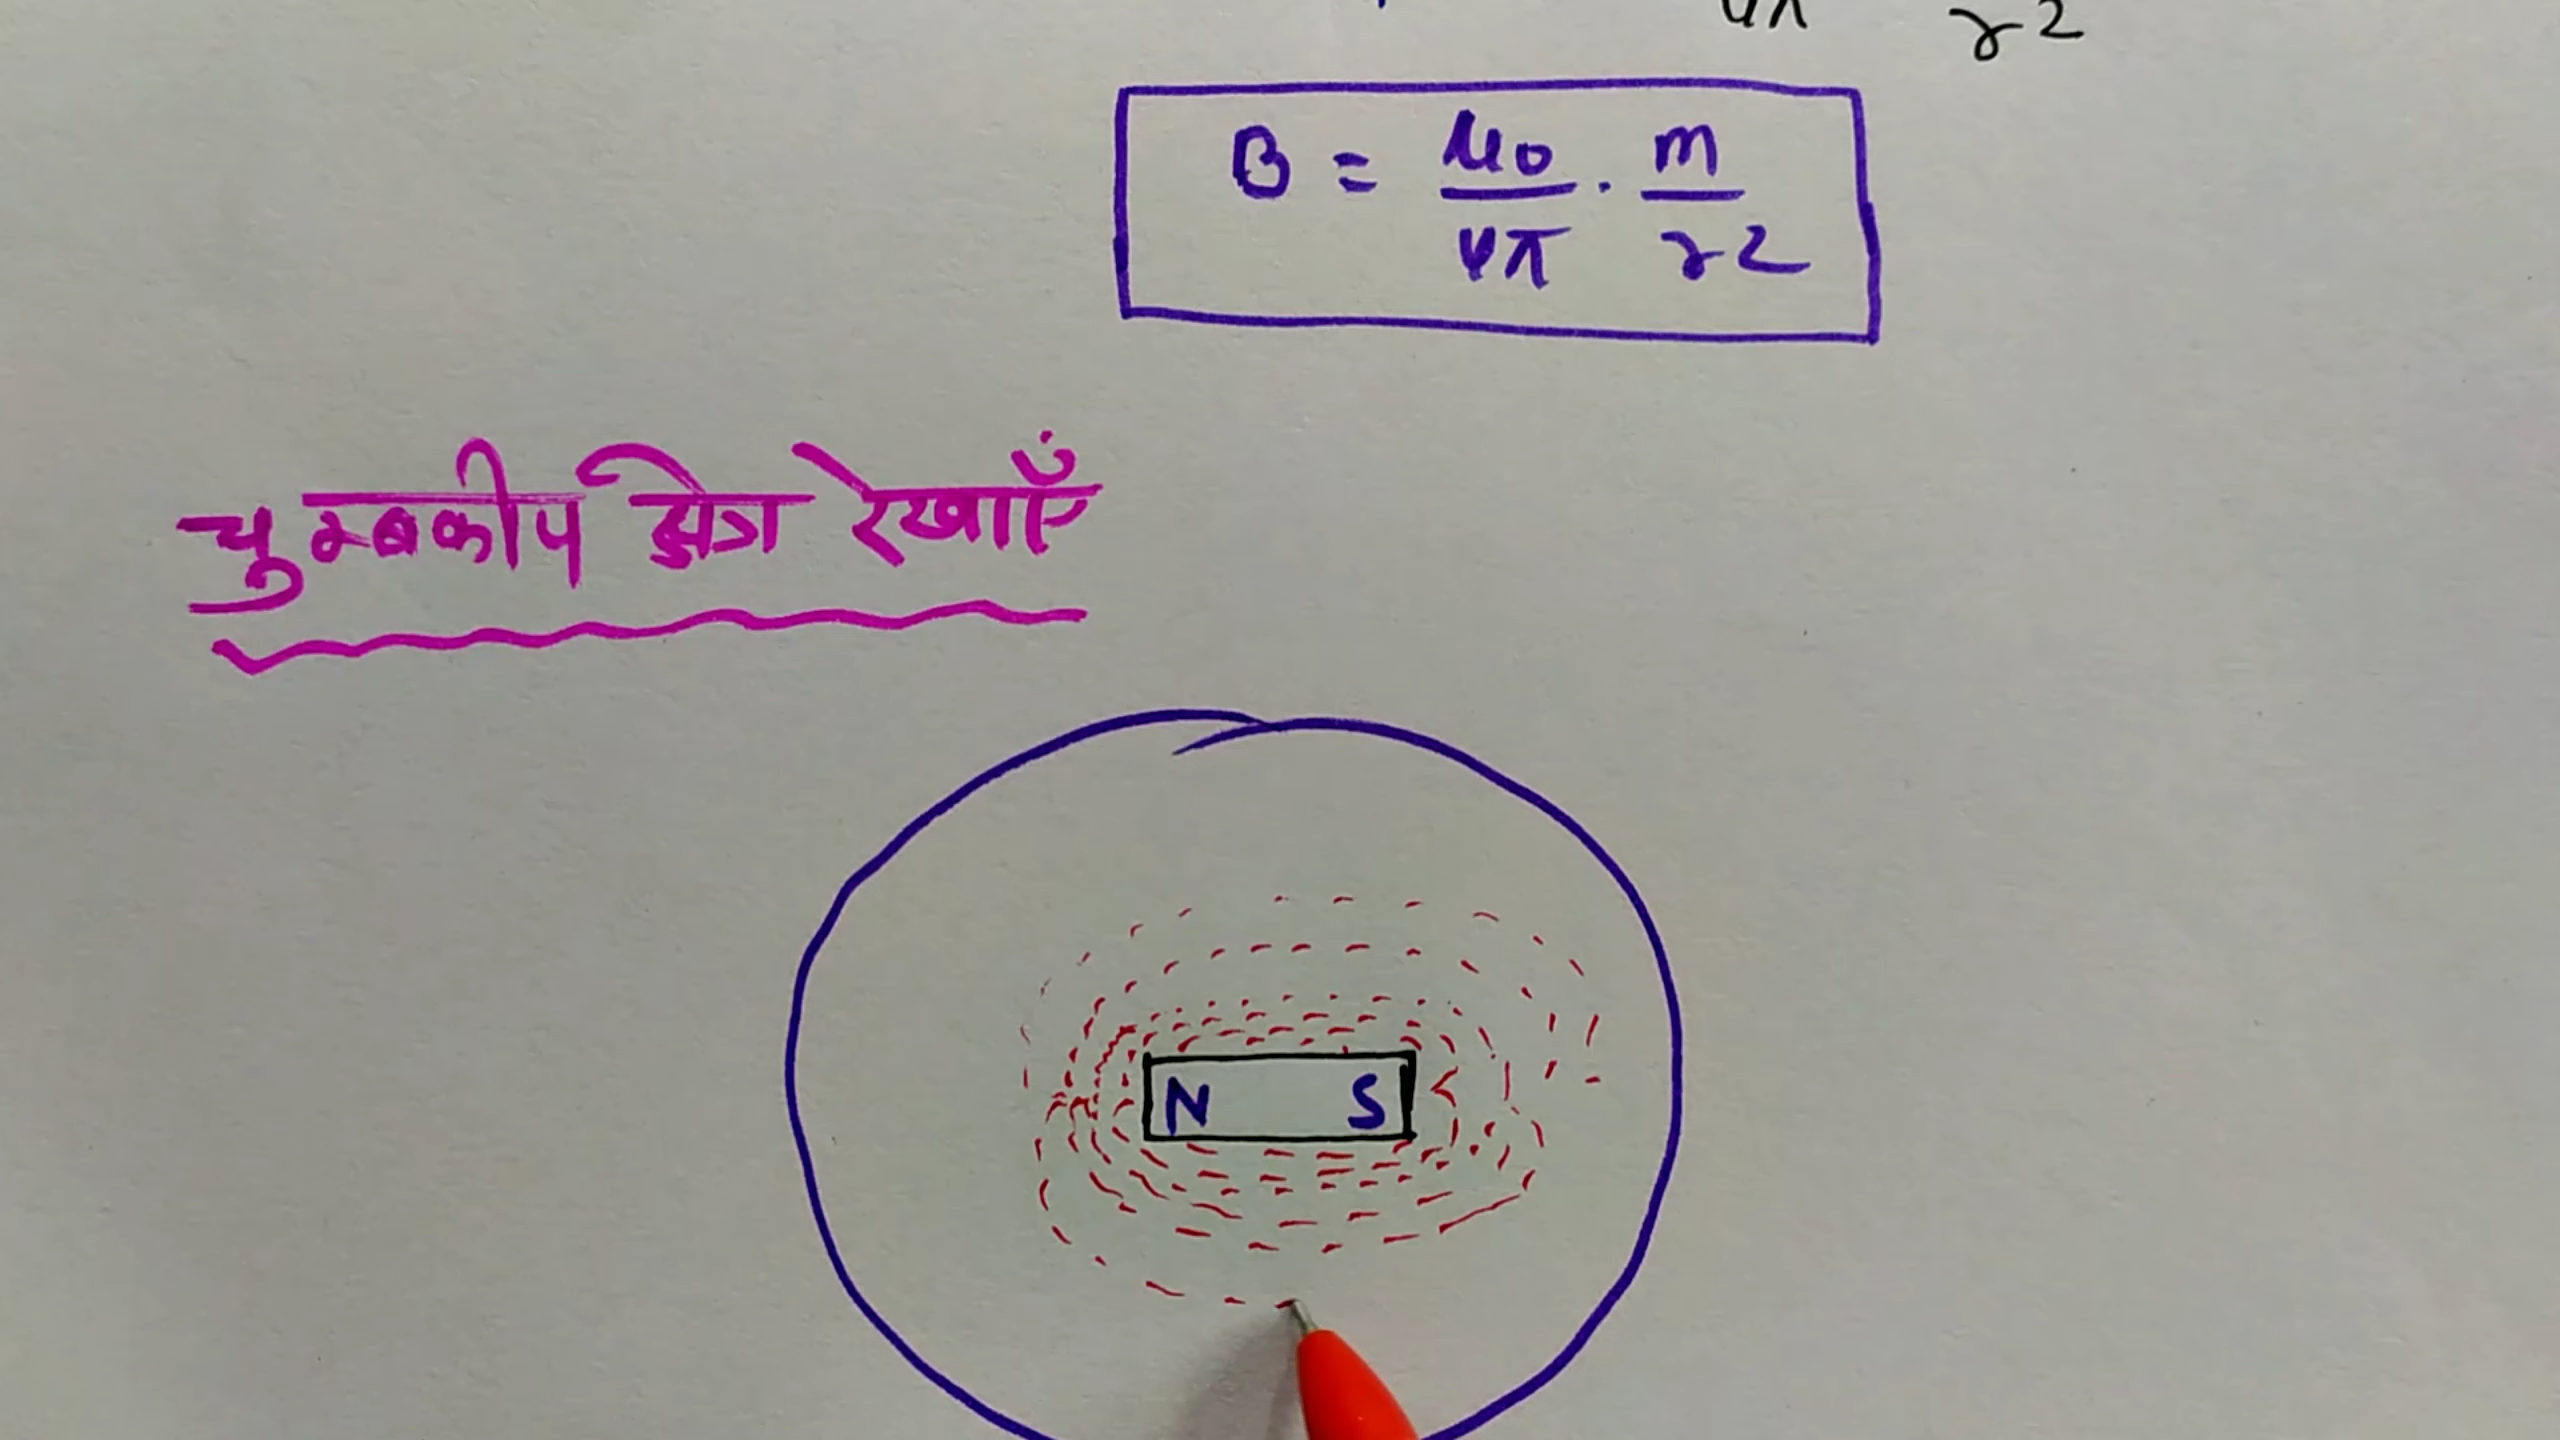 4π r2
B = μ0/4π · m/r2
चुम्बकीय क्षेत्र रेखाएँ
N S